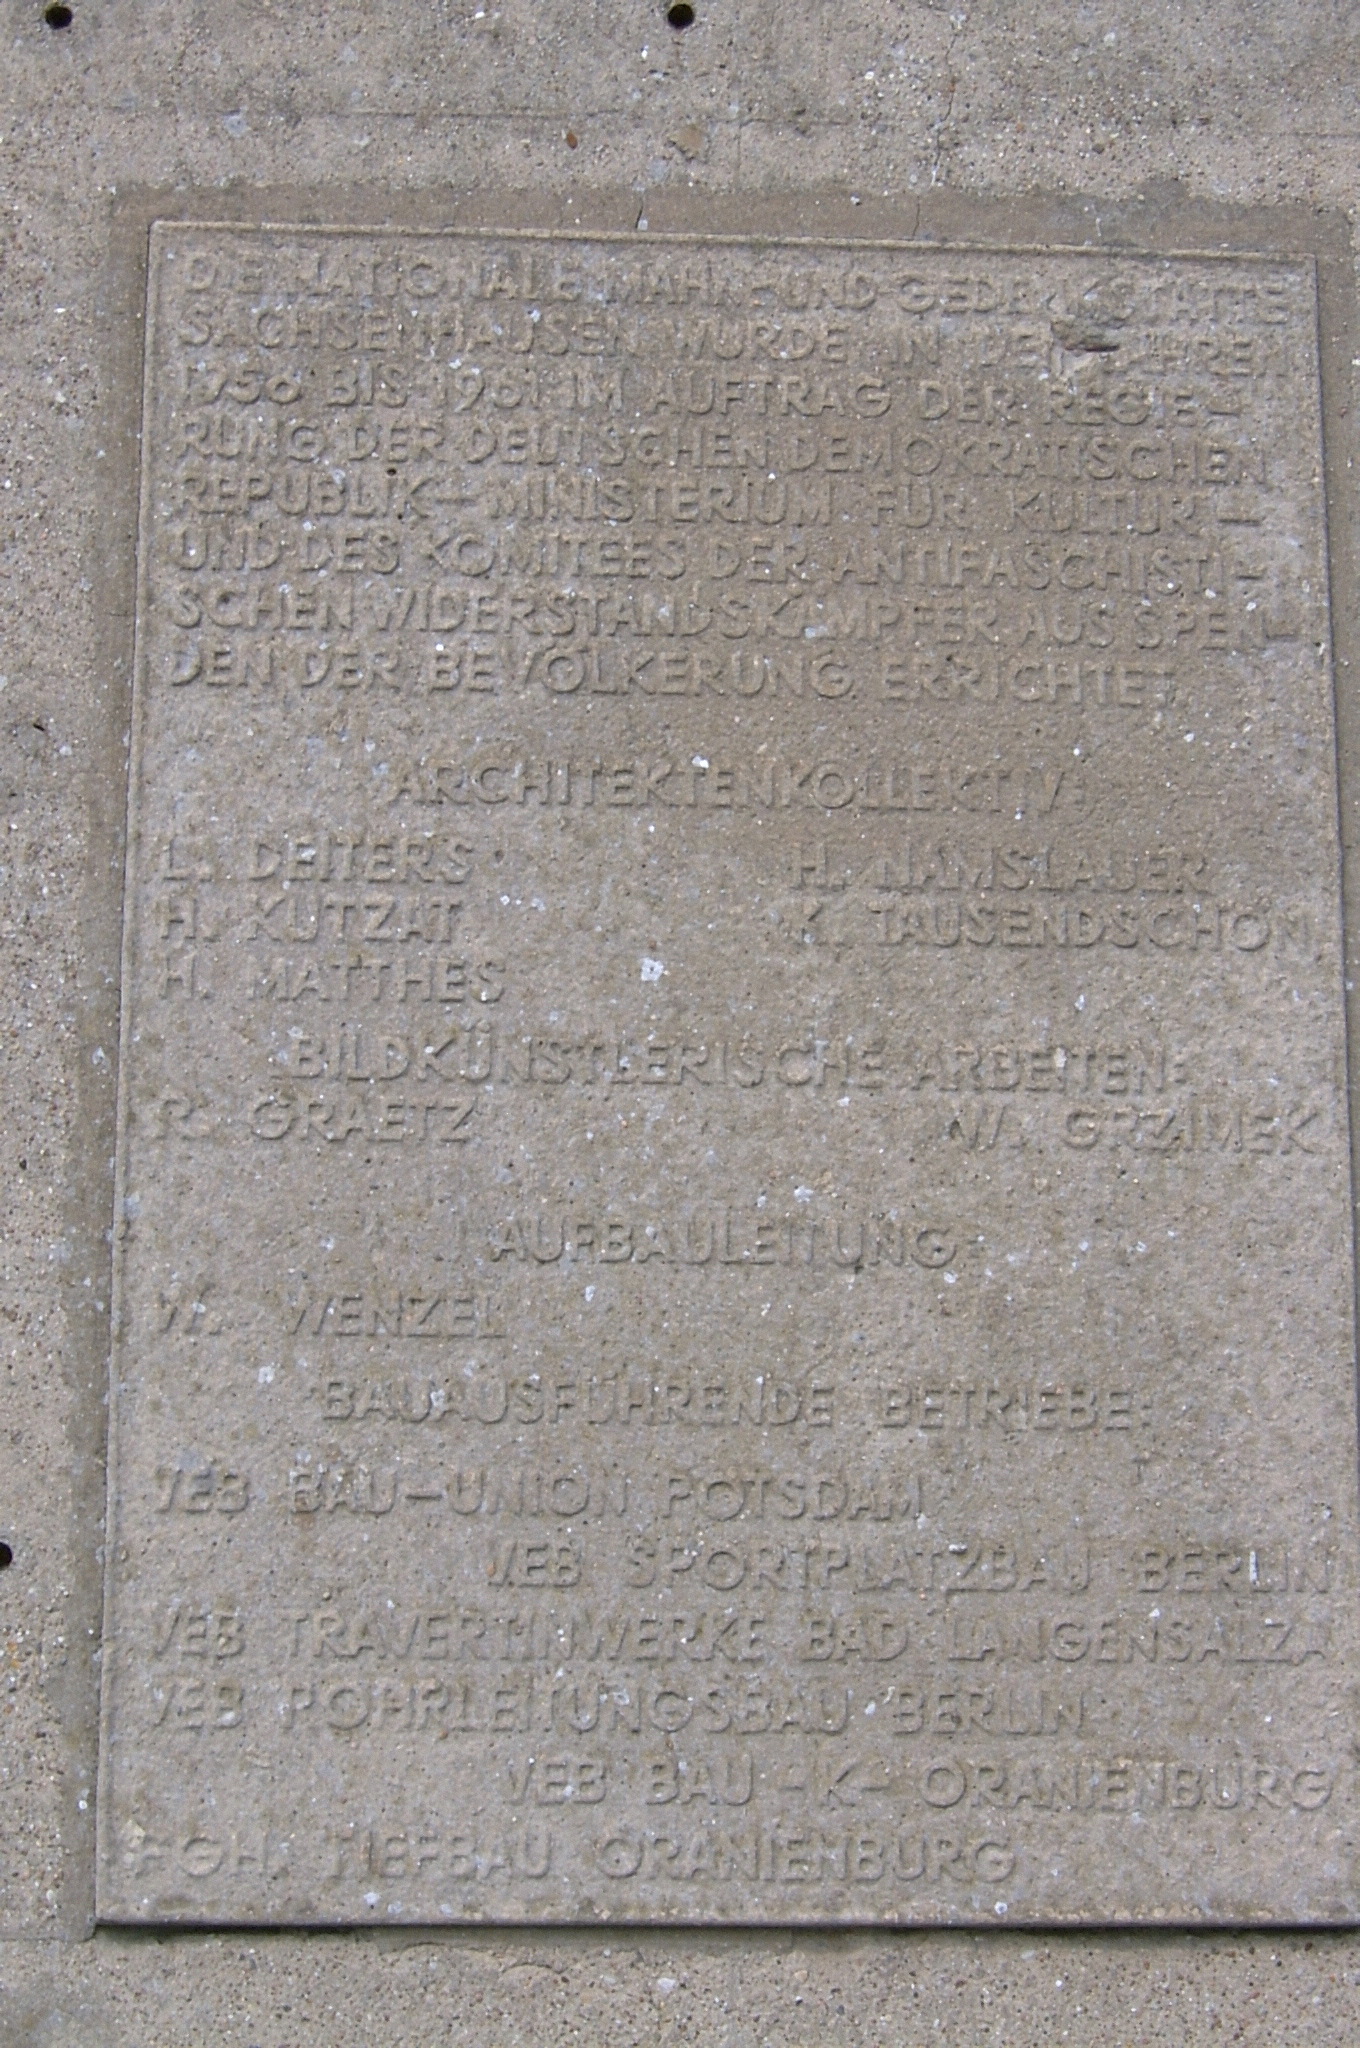 DIE NATIONALE MAHN- UND GEDENKSTÄTTE
SACHSENHAUSEN WURDE IN DEN JAHREN
1956 BIS 1961 IM AUFTRAG DER REGIE-
RUNG DER DEUTSCHEN DEMOKRATISCHEN
REPUBLIK – MINISTERIUM FÜR KULTUR –
UND DES KOMITEES DER ANTIFASCHISTI-
SCHEN WIDERSTANDSKÄMPFER AUS SPEN-
DEN DER BEVÖLKERUNG ERRICHTET.
ARCHITEKTENKOLLEKTIV:
L. DEITERS H. NAMSLAUER
H. KUTZAT K. TAUSENDSCHÖN
H. MATTHES
BILDKÜNSTLERISCHE ARBEITEN:
R. GRAETZ W. GRZIMEK
AUFBAULEITUNG:
W. WENZEL
BAUAUSFÜHRENDE BETRIEBE:
VEB BAU-UNION POTSDAM
VEB SPORTPLATZBAU BERLIN
VEB TRAVERTINWERKE BAD LANGENSALZA
VEB ROHRLEITUNGSBAU BERLIN
VEB BAU -K- ORANIENBURG
PGH. TIEFBAU ORANIENBURG